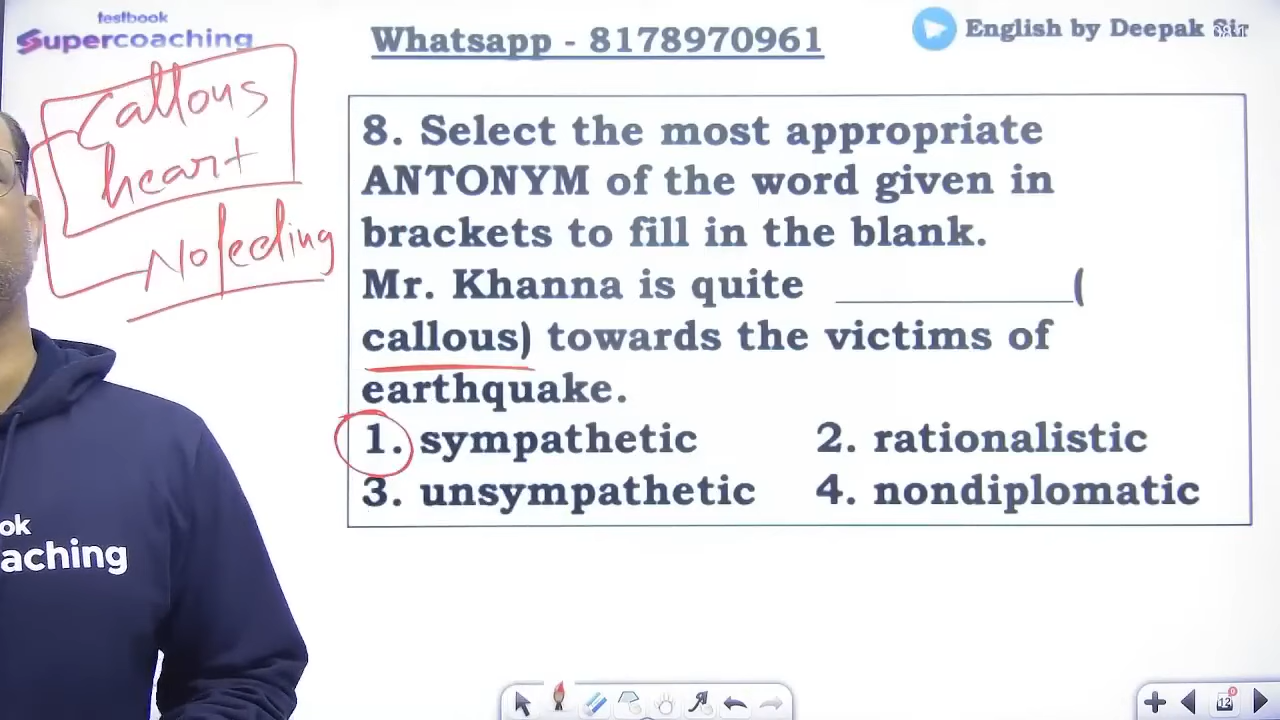 testbook
Supercoaching
Whatsapp - 8178970961
English by Deepak Sir
Callous
heart
No feeling
8. Select the most appropriate
ANTONYM of the word given in
brackets to fill in the blank.
Mr. Khanna is quite ___________(
callous) towards the victims of
earthquake.
1. sympathetic 2. rationalistic
3. unsympathetic 4. nondiplomatic
ok
aching
12